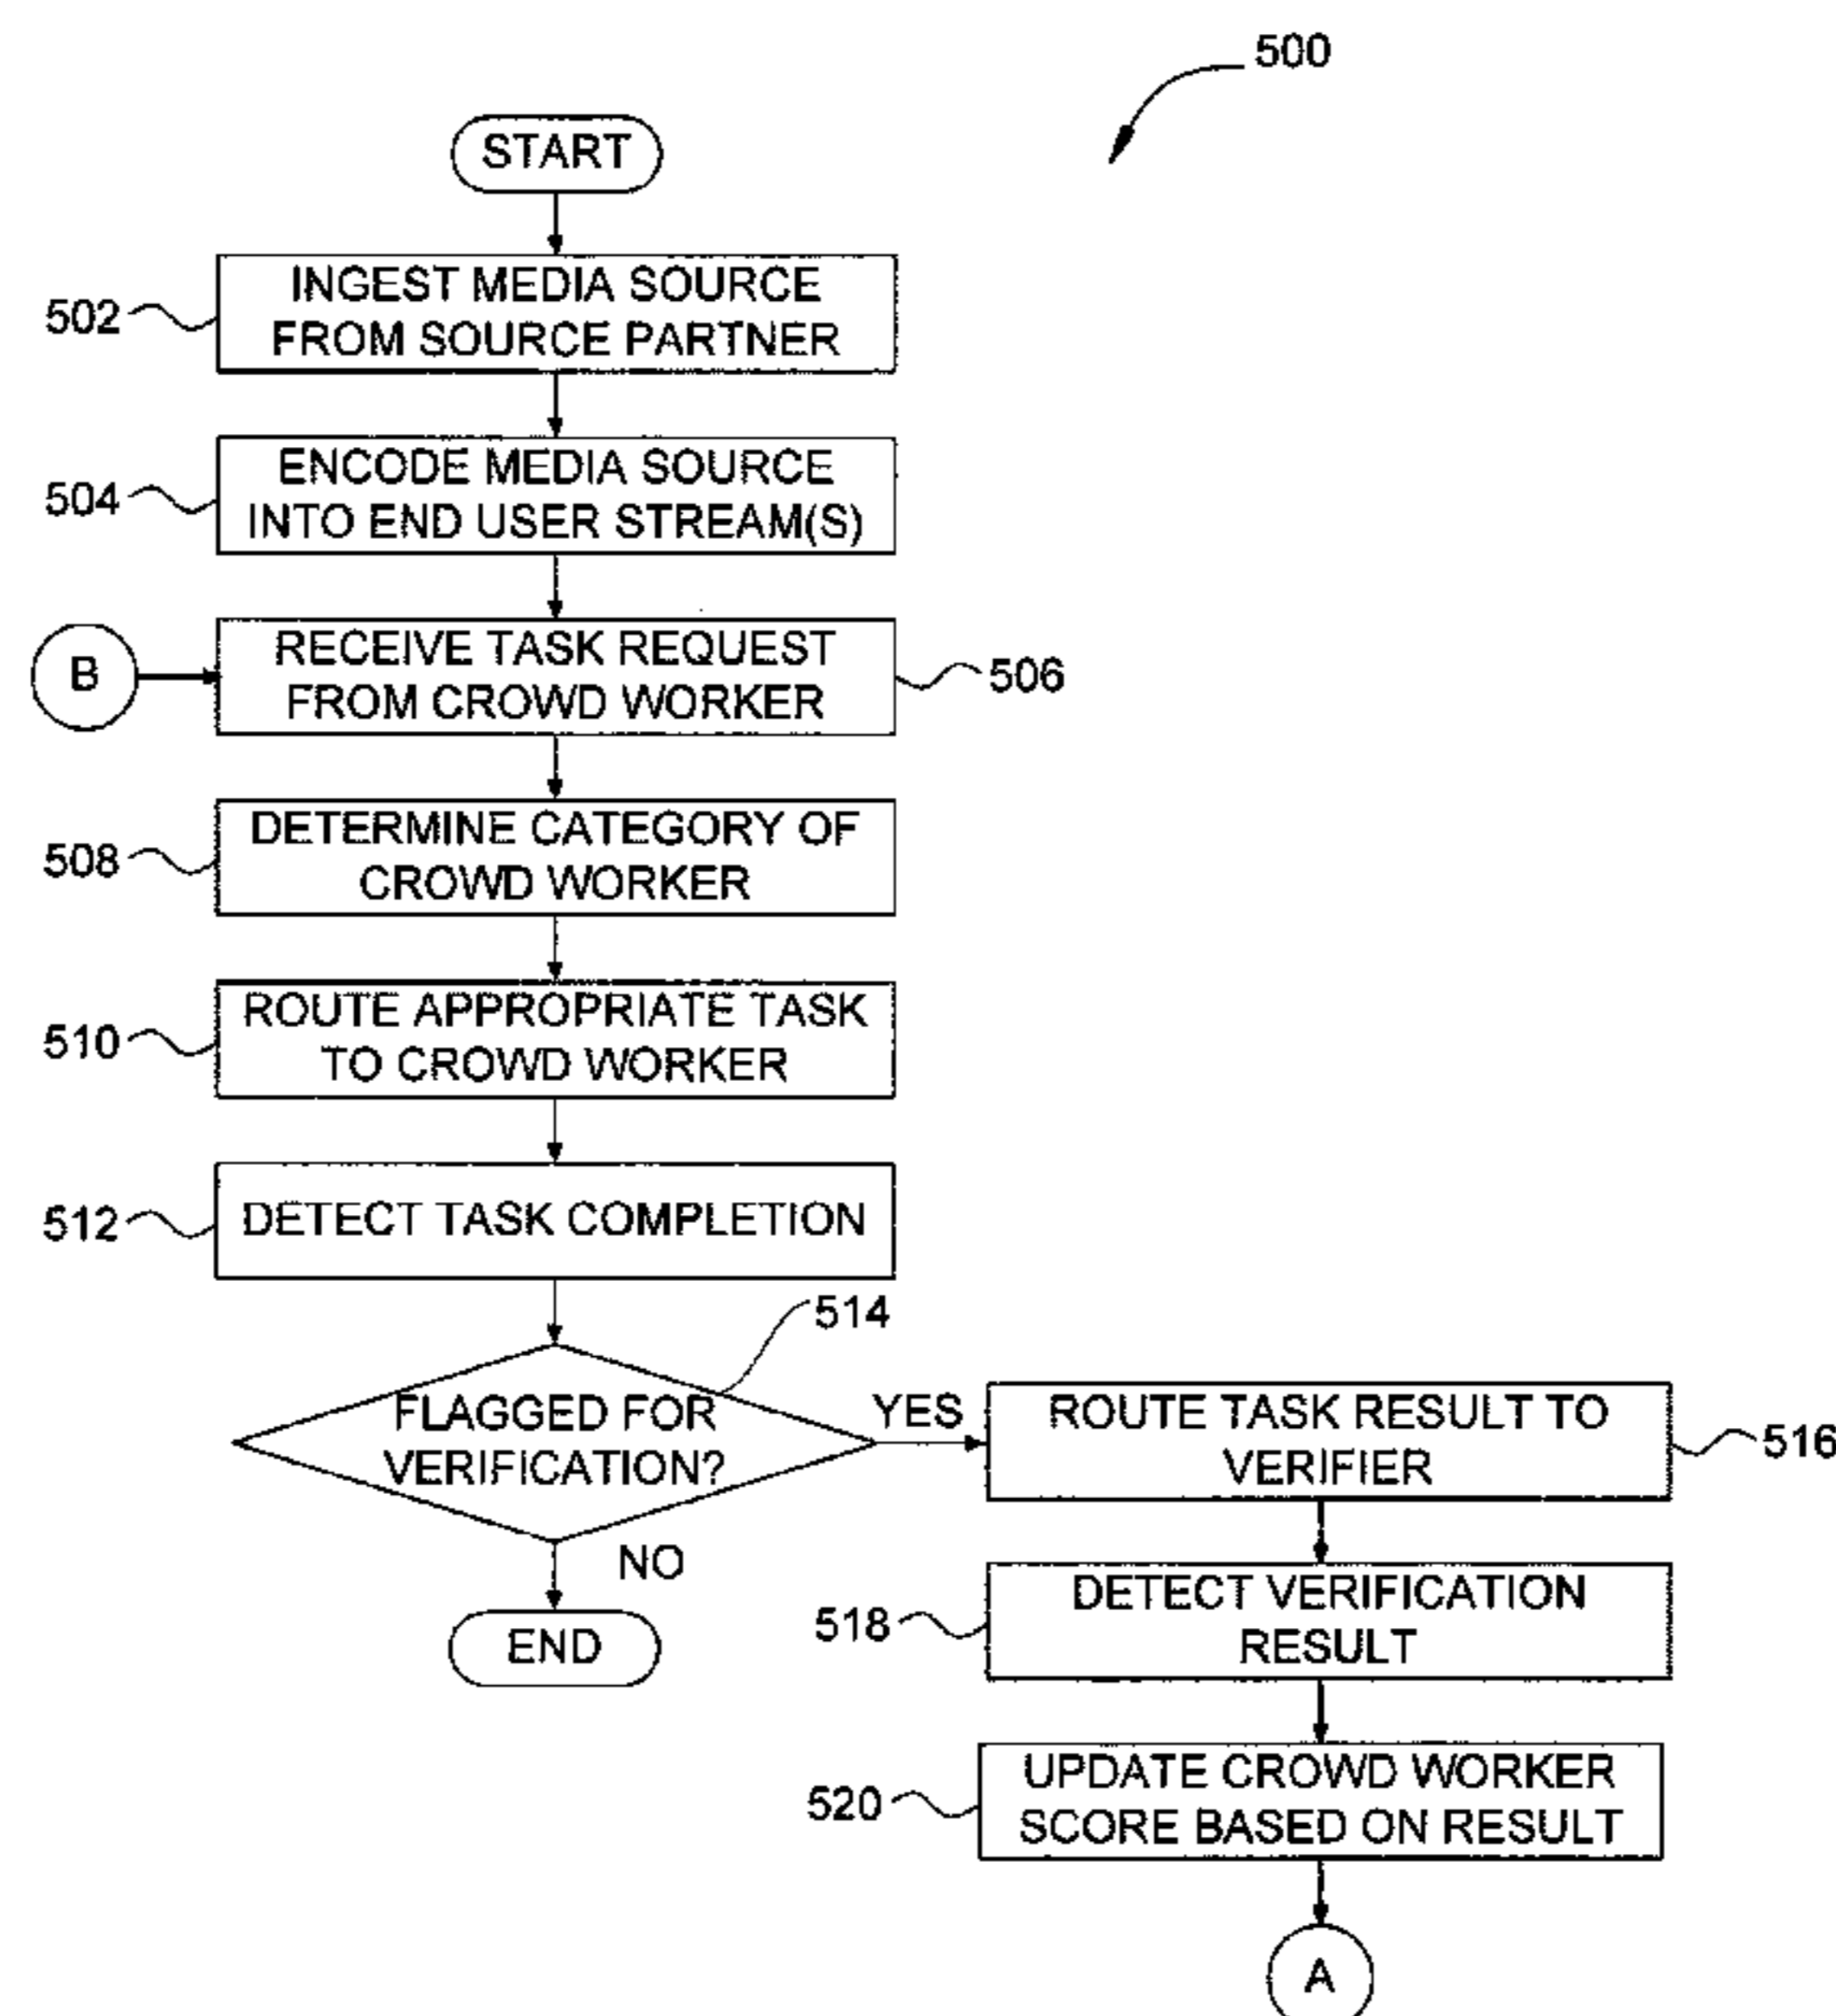 500
START
INGEST MEDIA SOURCE
FROM SOURCE PARTNER
502
ENCODE MEDIA SOURCE
INTO END USER STREAM(S)
504
B
RECEIVE TASK REQUEST
FROM CROWD WORKER
506
DETERMINE CATEGORY OF
CROWD WORKER
508
ROUTE APPROPRIATE TASK
TO CROWD WORKER
510
DETECT TASK COMPLETION
512
514
FLAGGED FOR
VERIFICATION?
YES
NO
END
ROUTE TASK RESULT TO
VERIFIER
516
DETECT VERIFICATION
RESULT
518
UPDATE CROWD WORKER
SCORE BASED ON RESULT
520
A